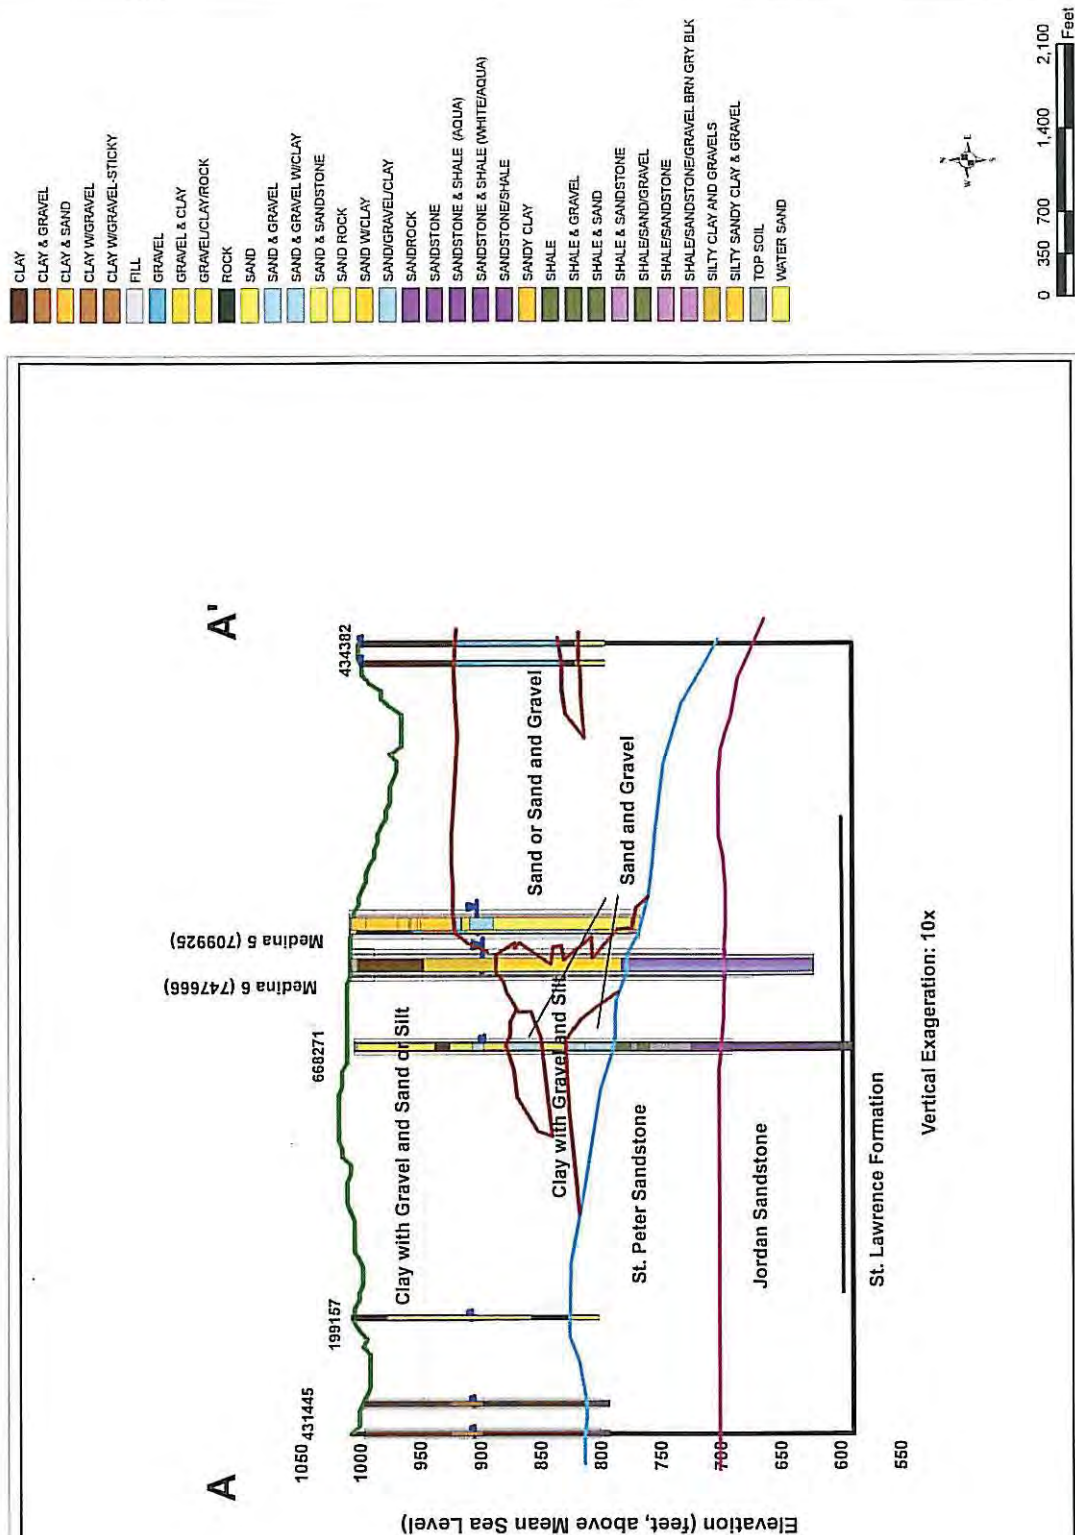 A
A'
431445
199157
668271
Medina 6 (747666)
Medina 5 (709925)
434382
Elevation (feet, above Mean Sea Level)
1050
1000
950
900
850
800
750
700
650
600
550
Clay with Gravel and Sand or Silt
Clay with Gravel and Silt
Sand or Sand and Gravel
Sand and Gravel
St. Peter Sandstone
Jordan Sandstone
St. Lawrence Formation
Vertical Exageration: 10x
CLAY
CLAY & GRAVEL
CLAY & SAND
CLAY W/GRAVEL
CLAY W/GRAVEL-STICKY
FILL
GRAVEL
GRAVEL & CLAY
GRAVEL/CLAY/ROCK
ROCK
SAND
SAND & GRAVEL
SAND & GRAVEL W/CLAY
SAND & SANDSTONE
SAND ROCK
SAND W/CLAY
SAND/GRAVEL/CLAY
SANDROCK
SANDSTONE
SANDSTONE & SHALE (AQUA)
SANDSTONE & SHALE (WHITE/AQUA)
SANDSTONE/SHALE
SANDY CLAY
SHALE
SHALE & GRAVEL
SHALE & SAND
SHALE & SANDSTONE
SHALE/SAND/GRAVEL
SHALE/SANDSTONE
SHALE/SANDSTONE/GRAVEL BRN GRY BLK
SILTY CLAY AND GRAVELS
SILTY SANDY CLAY & GRAVEL
TOP SOIL
WATER SAND
N
W
E
S
0 350 700 1,400 2,100
Feet